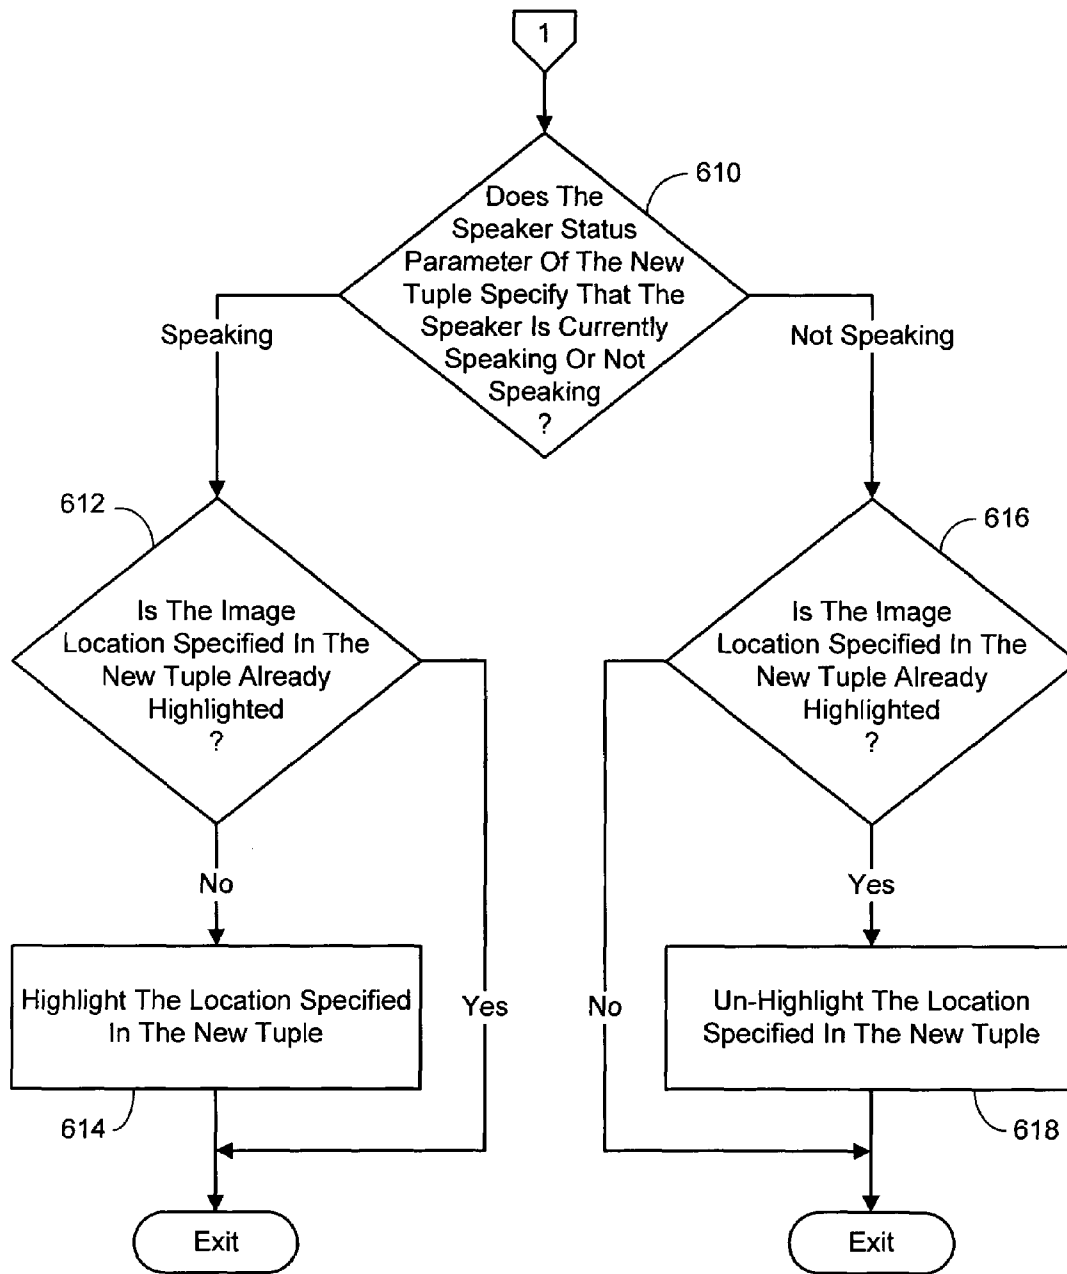 1
610
Does The
Speaker Status
Parameter Of The New
Tuple Specify That The
Speaker Is Currently
Speaking Or Not
Speaking
?
Speaking
Not Speaking
612
Is The Image
Location Specified In The
New Tuple Already
Highlighted
?
616
Is The Image
Location Specified In The
New Tuple Already
Highlighted
?
No
Yes
Highlight The Location Specified
In The New Tuple
Yes
No
Un-Highlight The Location
Specified In The New Tuple
614
618
Exit
Exit